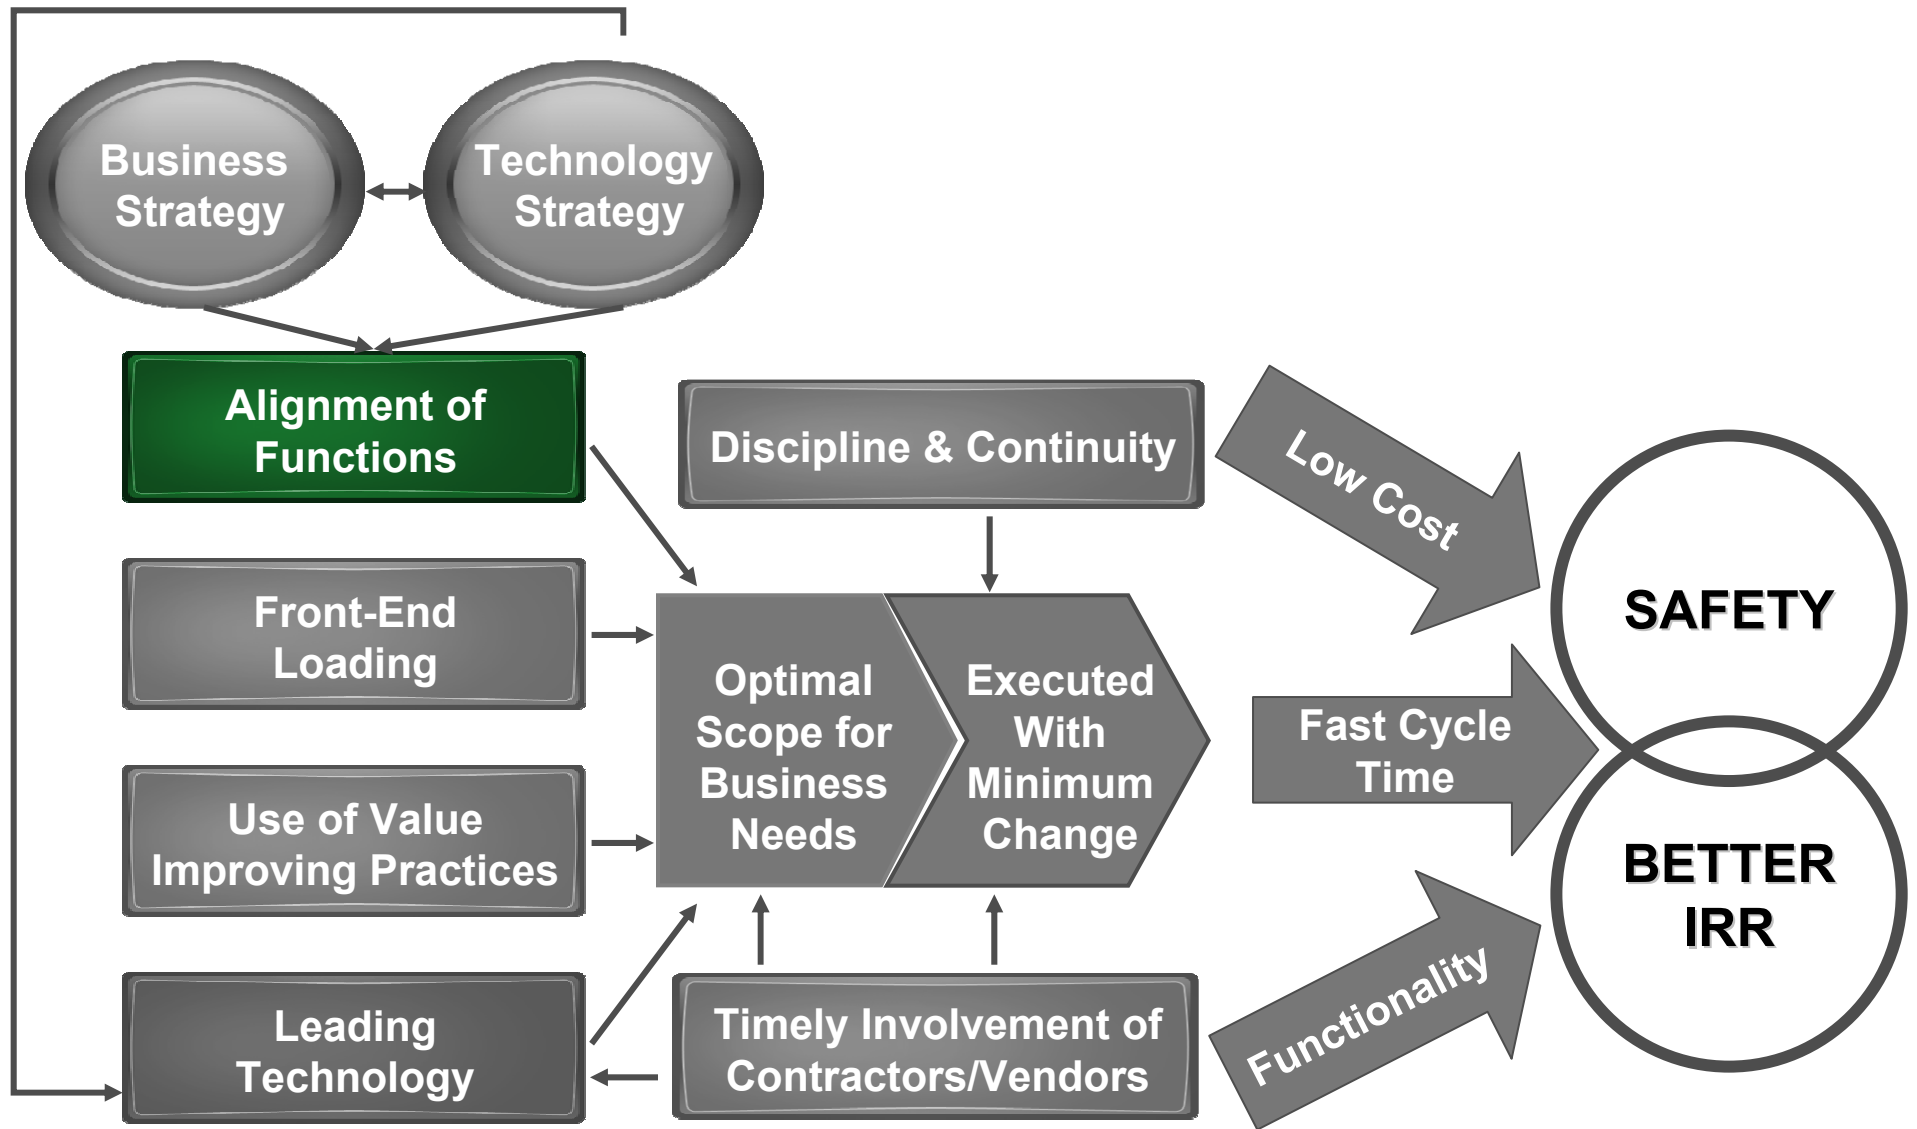 Business
Strategy
Technology
Strategy
Alignment of
Functions
Discipline & Continuity
Low Cost
Front-End
Loading
SAFETY
Optimal
Scope for
Business
Needs
Executed
With
Minimum
Change
Fast Cycle
Time
Use of Value
Improving Practices
BETTER
IRR
Leading
Technology
Timely Involvement of
Contractors/Vendors
Functionality